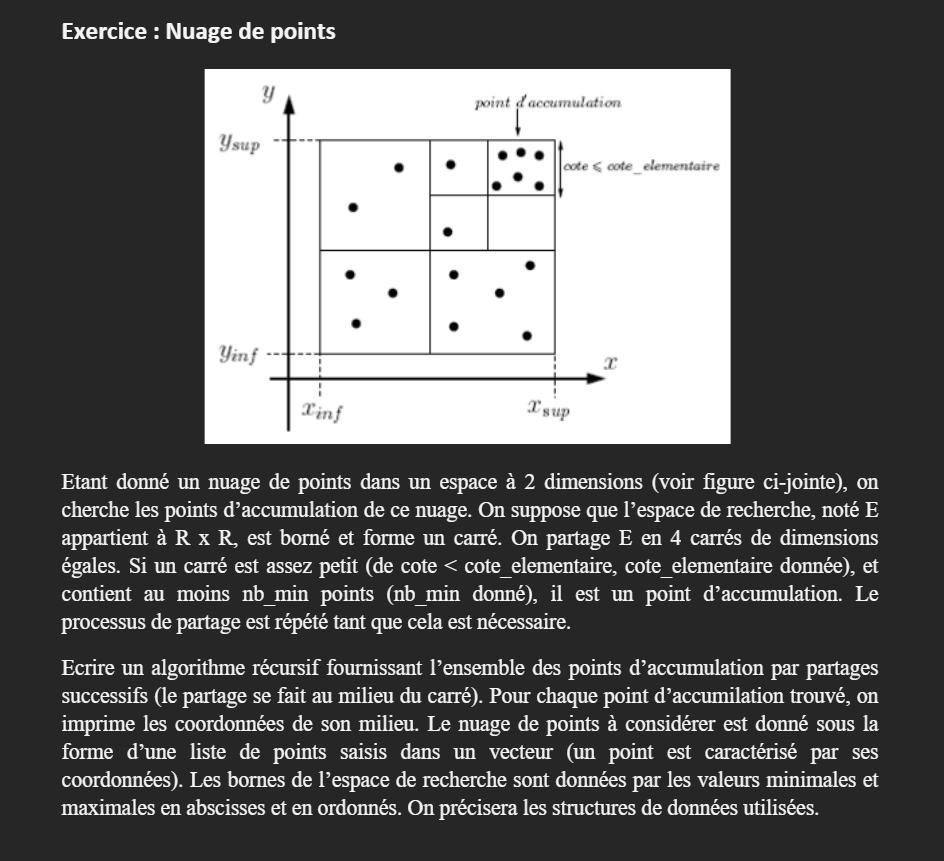 Exercice : Nuage de points
y
point d'accumulation
ysup
cote ⩽ cote_elementaire
yinf
x
xinf
xsup
Etant donné un nuage de points dans un espace à 2 dimensions (voir figure ci-jointe), on
cherche les points d’accumulation de ce nuage. On suppose que l’espace de recherche, noté E
appartient à R x R, est borné et forme un carré. On partage E en 4 carrés de dimensions
égales. Si un carré est assez petit (de cote < cote_elementaire, cote_elementaire donnée), et
contient au moins nb_min points (nb_min donné), il est un point d’accumulation. Le
processus de partage est répété tant que cela est nécessaire.
Ecrire un algorithme récursif fournissant l’ensemble des points d’accumulation par partages
successifs (le partage se fait au milieu du carré). Pour chaque point d’accumilation trouvé, on
imprime les coordonnées de son milieu. Le nuage de points à considérer est donné sous la
forme d’une liste de points saisis dans un vecteur (un point est caractérisé par ses
coordonnées). Les bornes de l’espace de recherche sont données par les valeurs minimales et
maximales en abscisses et en ordonnés. On précisera les structures de données utilisées.